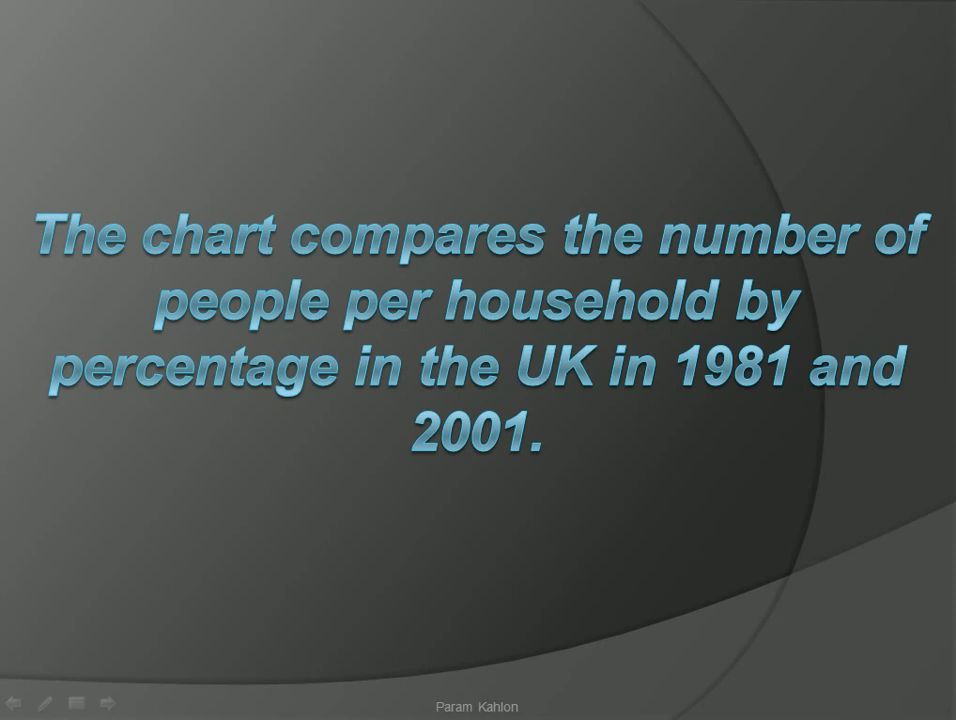 The chart compares the number of
people per household by
percentage in the UK in 1981 and
2001.
Param Kahlon